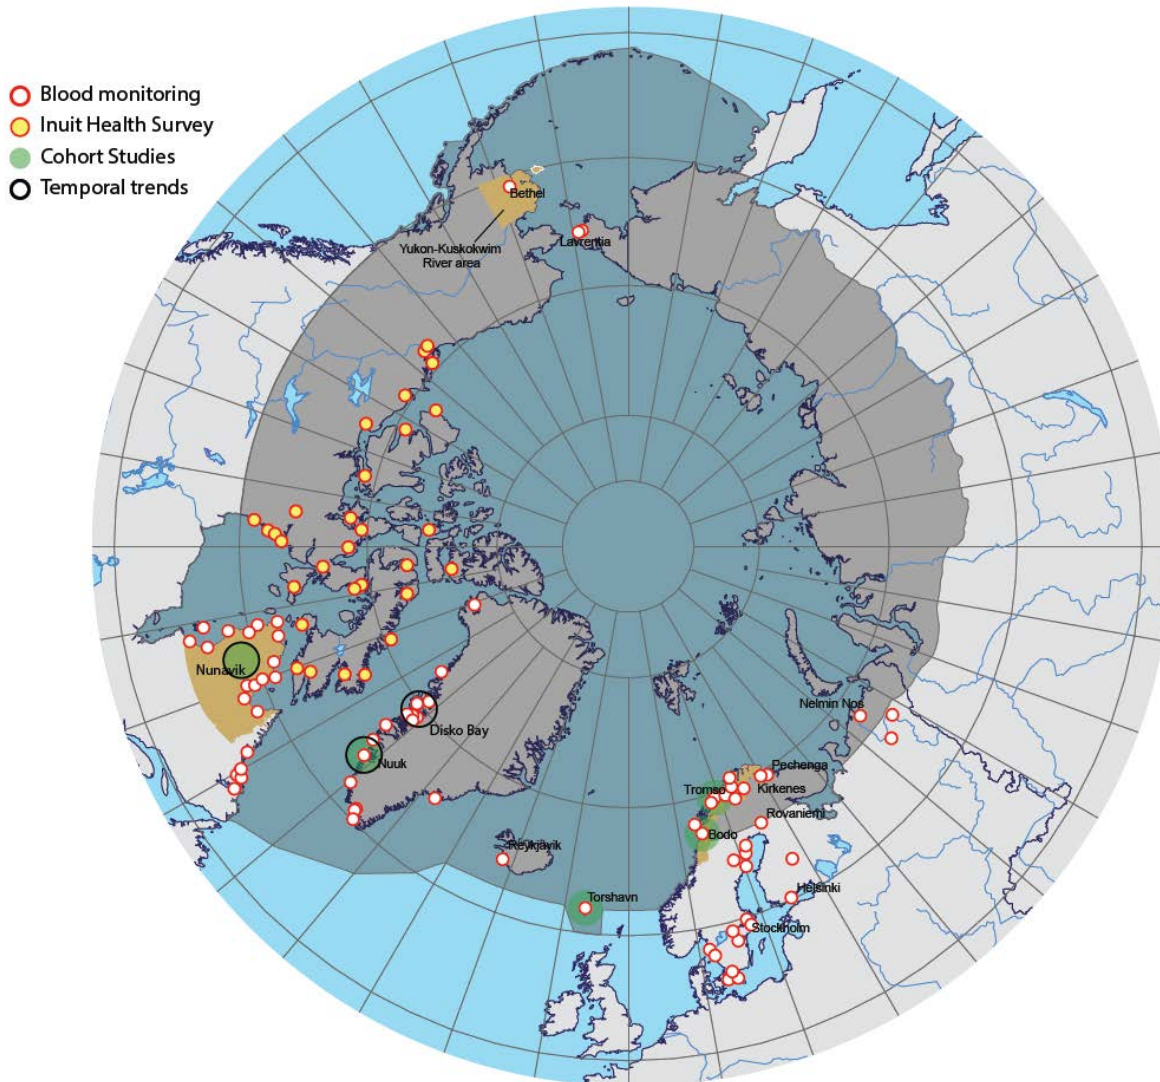 Blood monitoring
Inuit Health Survey
Cohort Studies
Temporal trends
Bethel
Yukon-Kuskokwim
River area
Lavrentia
Nunavik
Disko Bay
Nuuk
Nelmin Nos
Pechenga
Kirkenes
Tromso
Rovaniemi
Bodo
Reykjavik
Helsinki
Torshavn
Stockholm